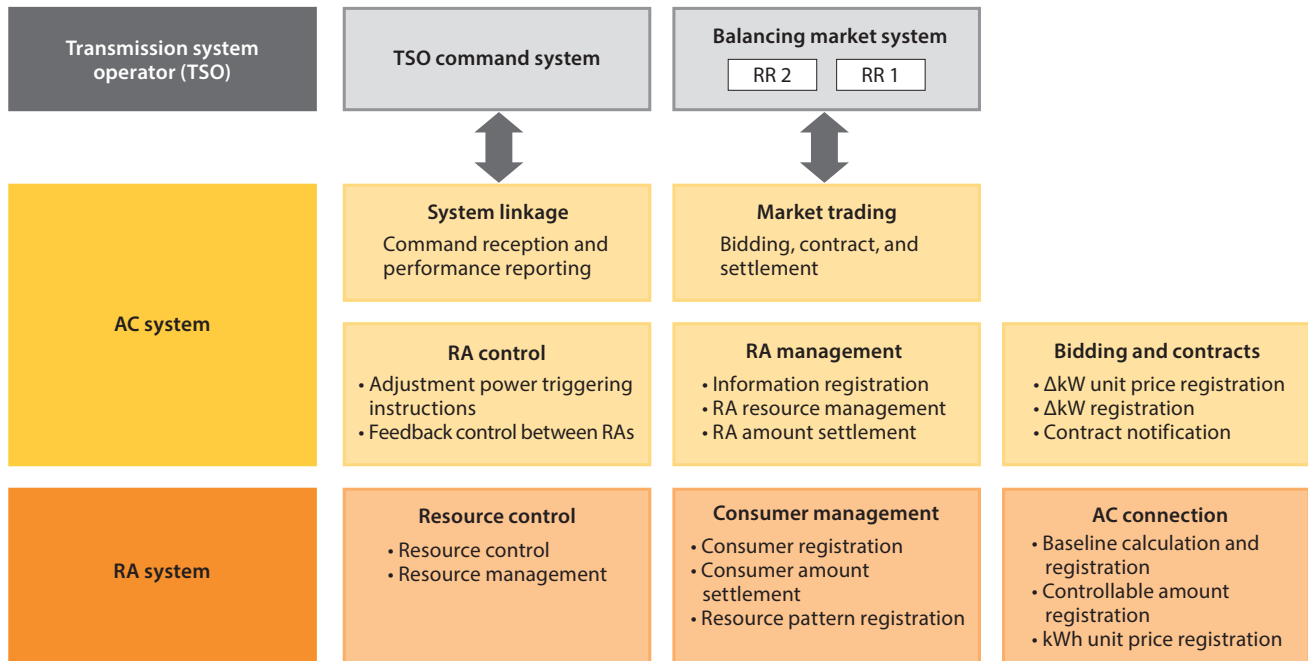 Transmission system
operator (TSO)
TSO command system
Balancing market system
RR 2
RR 1
AC system
System linkage
Command reception and
performance reporting
Market trading
Bidding, contract, and
settlement
RA control
• Adjustment power triggering
instructions
• Feedback control between RAs
RA management
• Information registration
• RA resource management
• RA amount settlement
Bidding and contracts
• ΔkW unit price registration
• ΔkW registration
• Contract notification
RA system
Resource control
• Resource control
• Resource management
Consumer management
• Consumer registration
• Consumer amount
settlement
• Resource pattern registration
AC connection
• Baseline calculation and
registration
• Controllable amount
registration
• kWh unit price registration